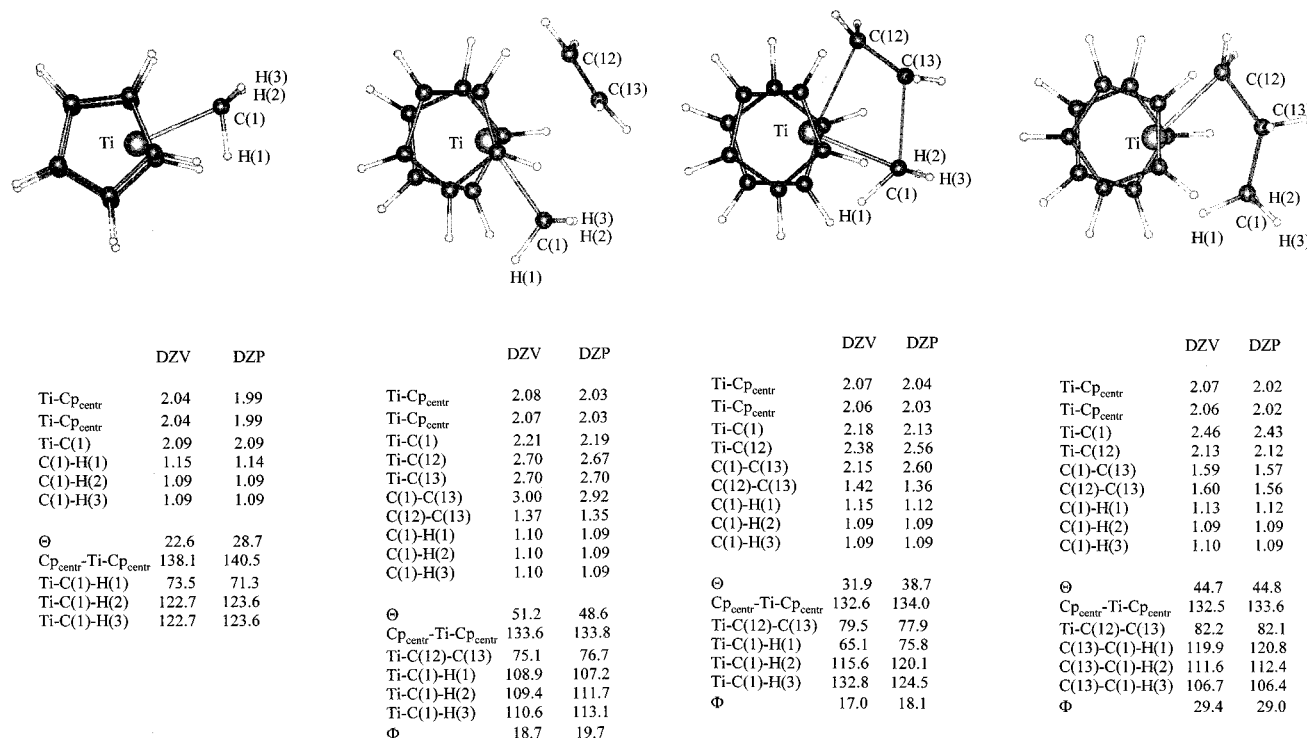 Ti
H(3)
H(2)
C(1)
H(1)
C(12)
C(13)
Ti
H(3)
H(2)
C(1)
H(1)
C(12)
C(13)
Ti
H(2)
H(3)
C(1)
H(1)
C(12)
C(13
Ti
H(2)
C(1)
H(1)
H(3)
DZV DZP
Ti-Cpcentr 2.04 1.99
Ti-Cpcentr 2.04 1.99
Ti-C(1) 2.09 2.09
C(1)-H(1) 1.15 1.14
C(1)-H(2) 1.09 1.09
C(1)-H(3) 1.09 1.09
Θ 22.6 28.7
Cpcentr-Ti-Cpcentr 138.1 140.5
Ti-C(1)-H(1) 73.5 71.3
Ti-C(1)-H(2) 122.7 123.6
Ti-C(1)-H(3) 122.7 123.6
DZV DZP
Ti-Cpcentr 2.08 2.03
Ti-Cpcentr 2.07 2.03
Ti-C(1) 2.21 2.19
Ti-C(12) 2.70 2.67
Ti-C(13) 2.70 2.70
C(1)-C(13) 3.00 2.92
C(12)-C(13) 1.37 1.35
C(1)-H(1) 1.10 1.09
C(1)-H(2) 1.10 1.09
C(1)-H(3) 1.10 1.09
Θ 51.2 48.6
Cpcentr-Ti-Cpcentr 133.6 133.8
Ti-C(12)-C(13) 75.1 76.7
Ti-C(1)-H(1) 108.9 107.2
Ti-C(1)-H(2) 109.4 111.7
Ti-C(1)-H(3) 110.6 113.1
Φ 18.7 19.7
DZV DZP
Ti-Cpcentr 2.07 2.04
Ti-Cpcentr 2.06 2.03
Ti-C(1) 2.18 2.13
Ti-C(12) 2.38 2.56
C(1)-C(13) 2.15 2.60
C(12)-C(13) 1.42 1.36
C(1)-H(1) 1.15 1.12
C(1)-H(2) 1.09 1.09
C(1)-H(3) 1.09 1.09
Θ 31.9 38.7
Cpcentr-Ti-Cpcentr 132.6 134.0
Ti-C(12)-C(13) 79.5 77.9
Ti-C(1)-H(1) 65.1 75.8
Ti-C(1)-H(2) 115.6 120.1
Ti-C(1)-H(3) 132.8 124.5
Φ 17.0 18.1
DZV DZP
Ti-Cpcentr 2.07 2.02
Ti-Cpcentr 2.06 2.02
Ti-C(1) 2.46 2.43
Ti-C(12) 2.13 2.12
C(1)-C(13) 1.59 1.57
C(12)-C(13) 1.60 1.56
C(1)-H(1) 1.13 1.12
C(1)-H(2) 1.09 1.09
C(1)-H(3) 1.10 1.09
Θ 44.7 44.8
Cpcentr-Ti-Cpcentr 132.5 133.6
Ti-C(12)-C(13) 82.2 82.1
C(13)-C(1)-H(1) 119.9 120.8
C(13)-C(1)-H(2) 111.6 112.4
C(13)-C(1)-H(3) 106.7 106.4
Φ 29.4 29.0